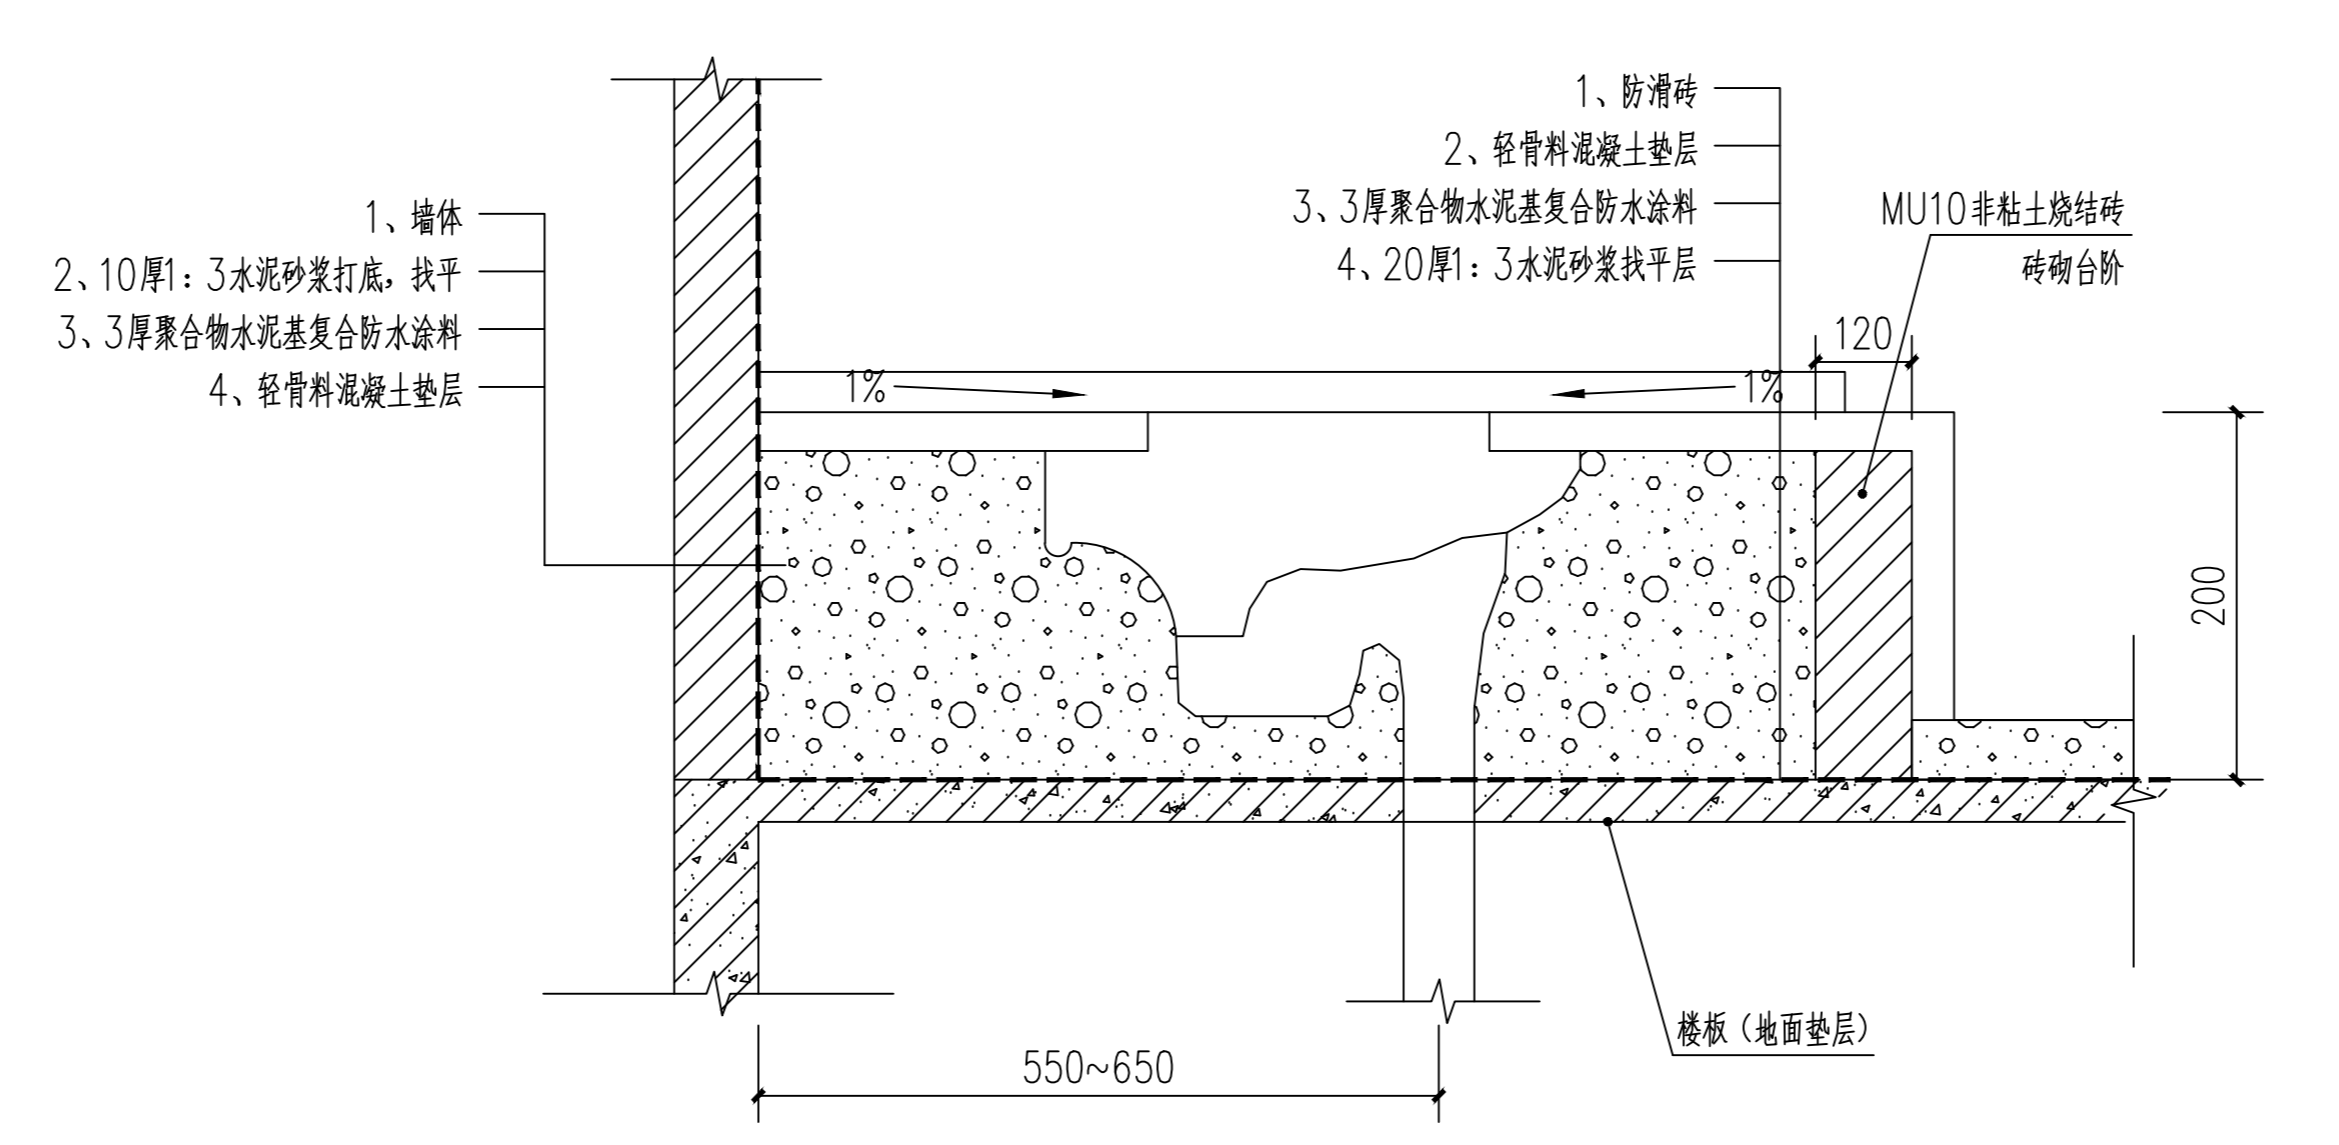 1、墙体
2、10厚1：3水泥砂浆打底，找平
3、3厚聚合物水泥基复合防水涂料
4、轻骨料混凝土垫层
1、防滑砖
2、轻骨料混凝土垫层
3、3厚聚合物水泥基复合防水涂料
4、20厚1：3水泥砂浆找平层
MU10非粘土烧结砖
砖砌台阶
120
1%
1%
200
楼板（地面垫层）
550~650